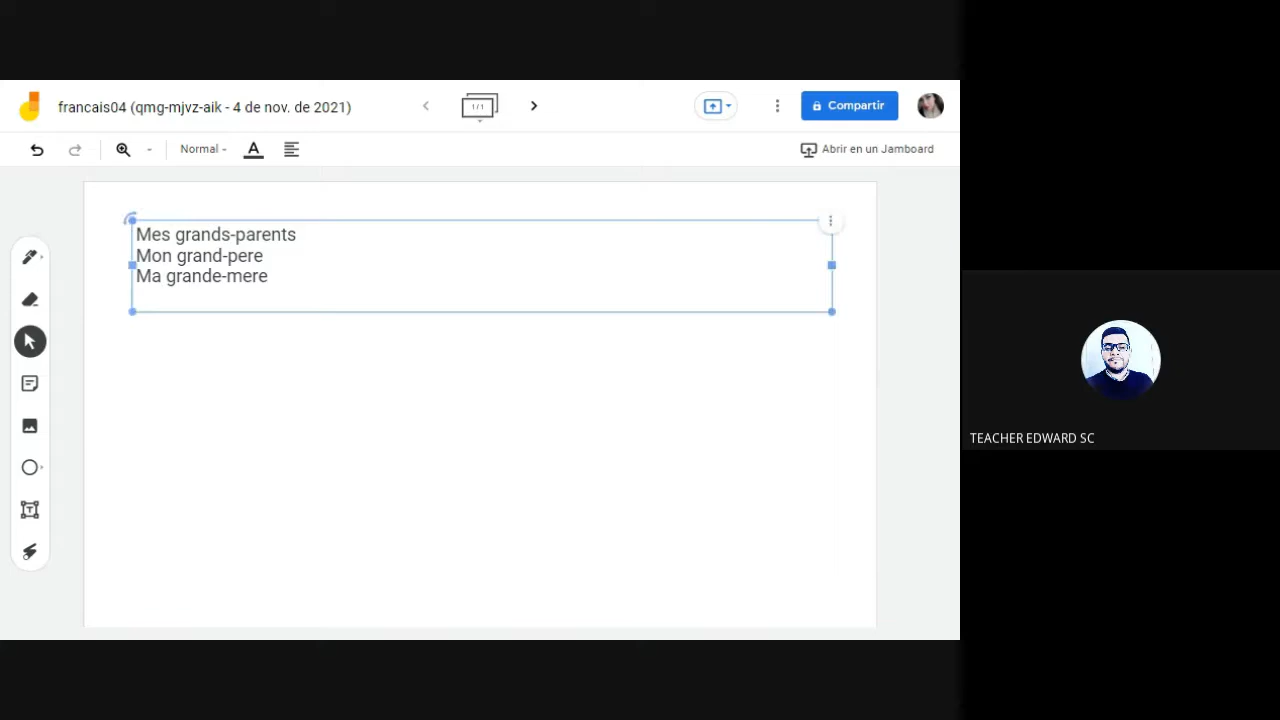 francais04 (qmg-mjvz-aik - 4 de nov. de 2021)
1/1
Compartir
Normal
A
Abrir en un Jamboard
Mes grands-parents
Mon grand-pere
Ma grande-mere
T
TEACHER EDWARD SC